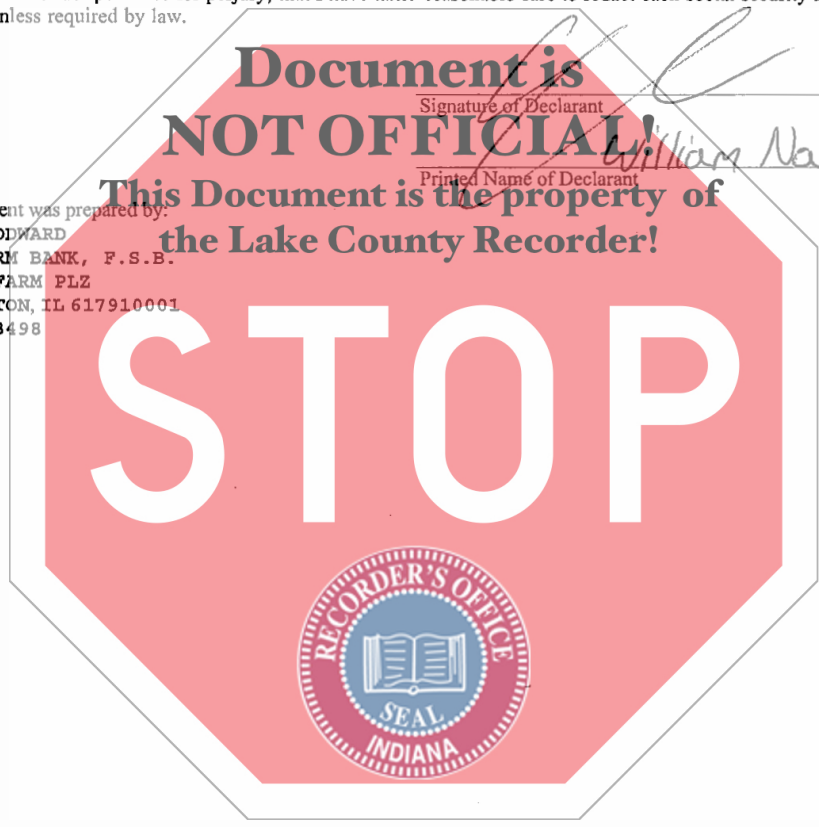 nless required by law.
Document is
Signature of Declarant
NOT OFFICIAL!
William Na
Printed Name of Declarant
This Document is the property of
ent was prepared by:
ODWARD
the Lake County Recorder!
RM BANK, F.S.B.
FARM PLZ
TON, IL 617910001
3498
STOP
RECORDER'S OFFICE
SEAL
INDIANA